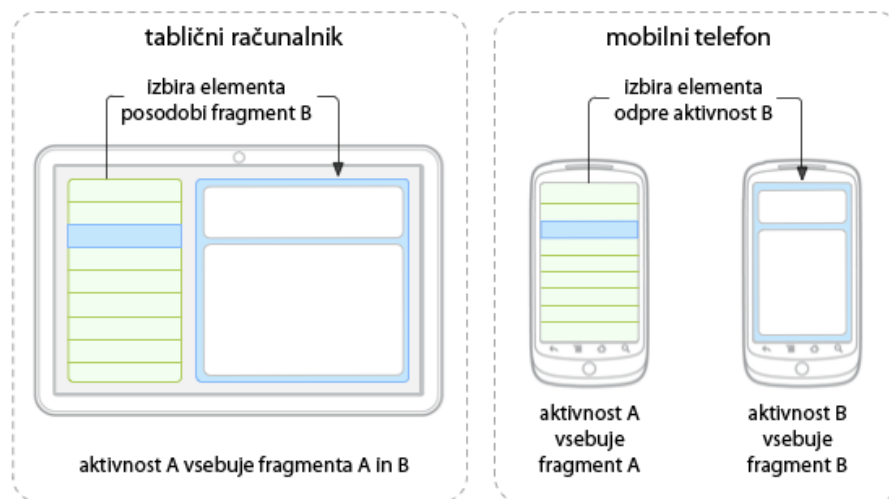 tablični računalnik
izbira elementa
posodobi fragment B
aktivnost A vsebuje fragmenta A in B
mobilni telefon
izbira elementa
odpre aktivnost B
aktivnost A
vsebuje
fragment A
aktivnost B
vsebuje
fragment B